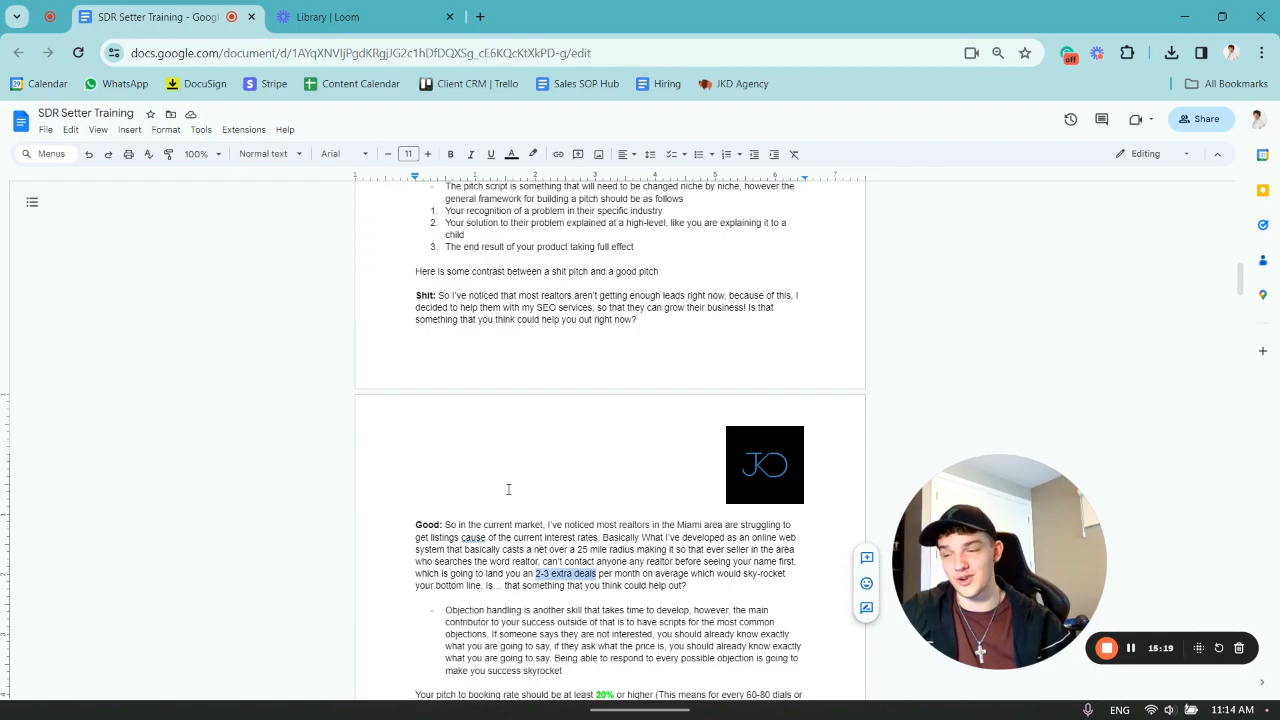 SDR Setter Training -
Library | Loom
docs.google.com/document/d/1AYqXNVIjPgdKRgjJG2c1hDfDQXSg_cE6KQcKtXkPD-g/edit
off
Calendar
WhatsApp
DocuSign
Stripe
Content Calendar
Client CRM | Trello
Sales SOP Hub
Hiring
JKD Agency
All Bookmarks
SDR Setter Training
File Edit View Insert Format Tools Extensions Help
Share
Menus
100%
Normal text
Arial
11
Editing
1 1 2 3 4 5 6 7
- The pitch script is something that will need to be changed niche by niche, however the
general framework for building a pitch should be as follows
1. Your recognition of a problem in their specific industry
2. Your solution to their problem explained at a high-level, like you are explaining it to a
child
3. The end result of your product taking full effect
Here is some contrast between a shit pitch and a good pitch
Shit: So I've noticed that most realtors aren't getting enough leads right now, because of this, I
decided to help them with my SEO services, so that they can grow their business! Is that
something that you think could help you out right now?
JKD
Good: So in the current market, I've noticed most realtors in the Miami area are struggling to
get listings cause of the current interest rates. Basically What I've developed as an online web
system that basically casts a net over a 25 mile radius making it so that ever seller in the area
who searches the word realtor, can't contact anyone any realtor before seeing your name first,
which is going to land you an 2-3 extra deals per month on average which would sky-rocket
your bottom line. Is… that something that you think could help out?
- Objection handling is another skill that takes time to develop, however, the main
contributor to your success outside of that is to have scripts for the most common
objections. If someone says they are not interested, you should already know exactly
what you are going to say, if they ask what the price is, you should already know exactly
what you are going to say. Being able to respond to every possible objection is going to
make you success skyrocket
Your pitch to booking rate should be at least 20% or higher (This means for every 60-80 dials or
15:19
ENG
11:14 AM